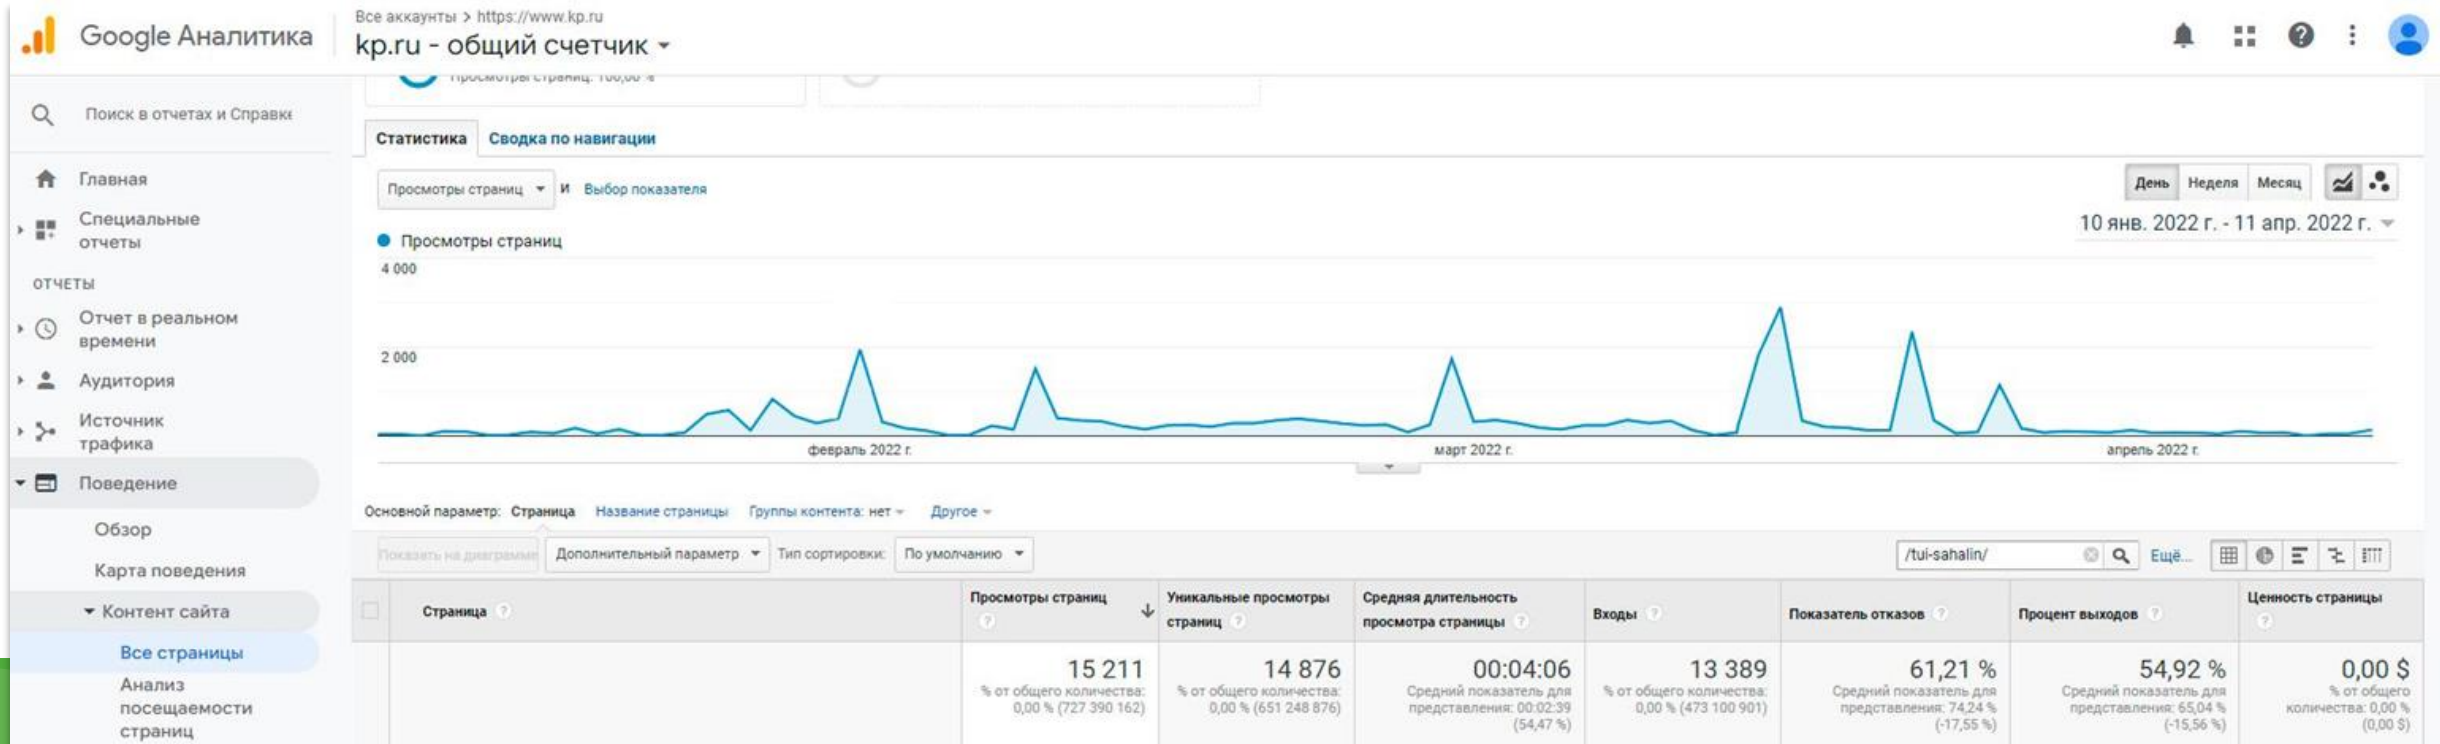 Google Аналитика
Все аккаунты > https://www.kp.ru
kp.ru - общий счетчик
Просмотры страниц: 100,00 %
Поиск в отчетах и Справке
Главная
Специальные
отчеты
ОТЧЕТЫ
Отчет в реальном
времени
Аудитория
Источник
трафика
Поведение
Обзор
Карта поведения
Контент сайта
Все страницы
Анализ
посещаемости
страниц
Статистика Сводка по навигации
Просмотры страниц И Выбор показателя
День Неделя Месяц
10 янв. 2022 г. - 11 апр. 2022 г.
Просмотры страниц
4 000
2 000
февраль 2022 г. март 2022 г. апрель 2022 г.
Основной параметр: Страница Название страницы Группы контента: нет Другое
Показать на диаграмме Дополнительный параметр Тип сортировки: По умолчанию /tui-sahalin/ Ещё...
Страница ?
Просмотры страниц ?
Уникальные просмотры
страниц ?
Средняя длительность
просмотра страницы ?
Входы ?
Показатель отказов ?
Процент выходов ?
Ценность страницы
?
15 211
% от общего количества:
0,00 % (727 390 162)
14 876
% от общего количества:
0,00 % (651 248 876)
00:04:06
Средний показатель для
представления: 00:02:39
(54,47 %)
13 389
% от общего количества:
0,00 % (473 100 901)
61,21 %
Средний показатель для
представления: 74,24 %
(-17,55 %)
54,92 %
Средний показатель для
представления: 65,04 %
(-15,56 %)
0,00 $
% от общего
количества: 0,00 %
(0,00 $)